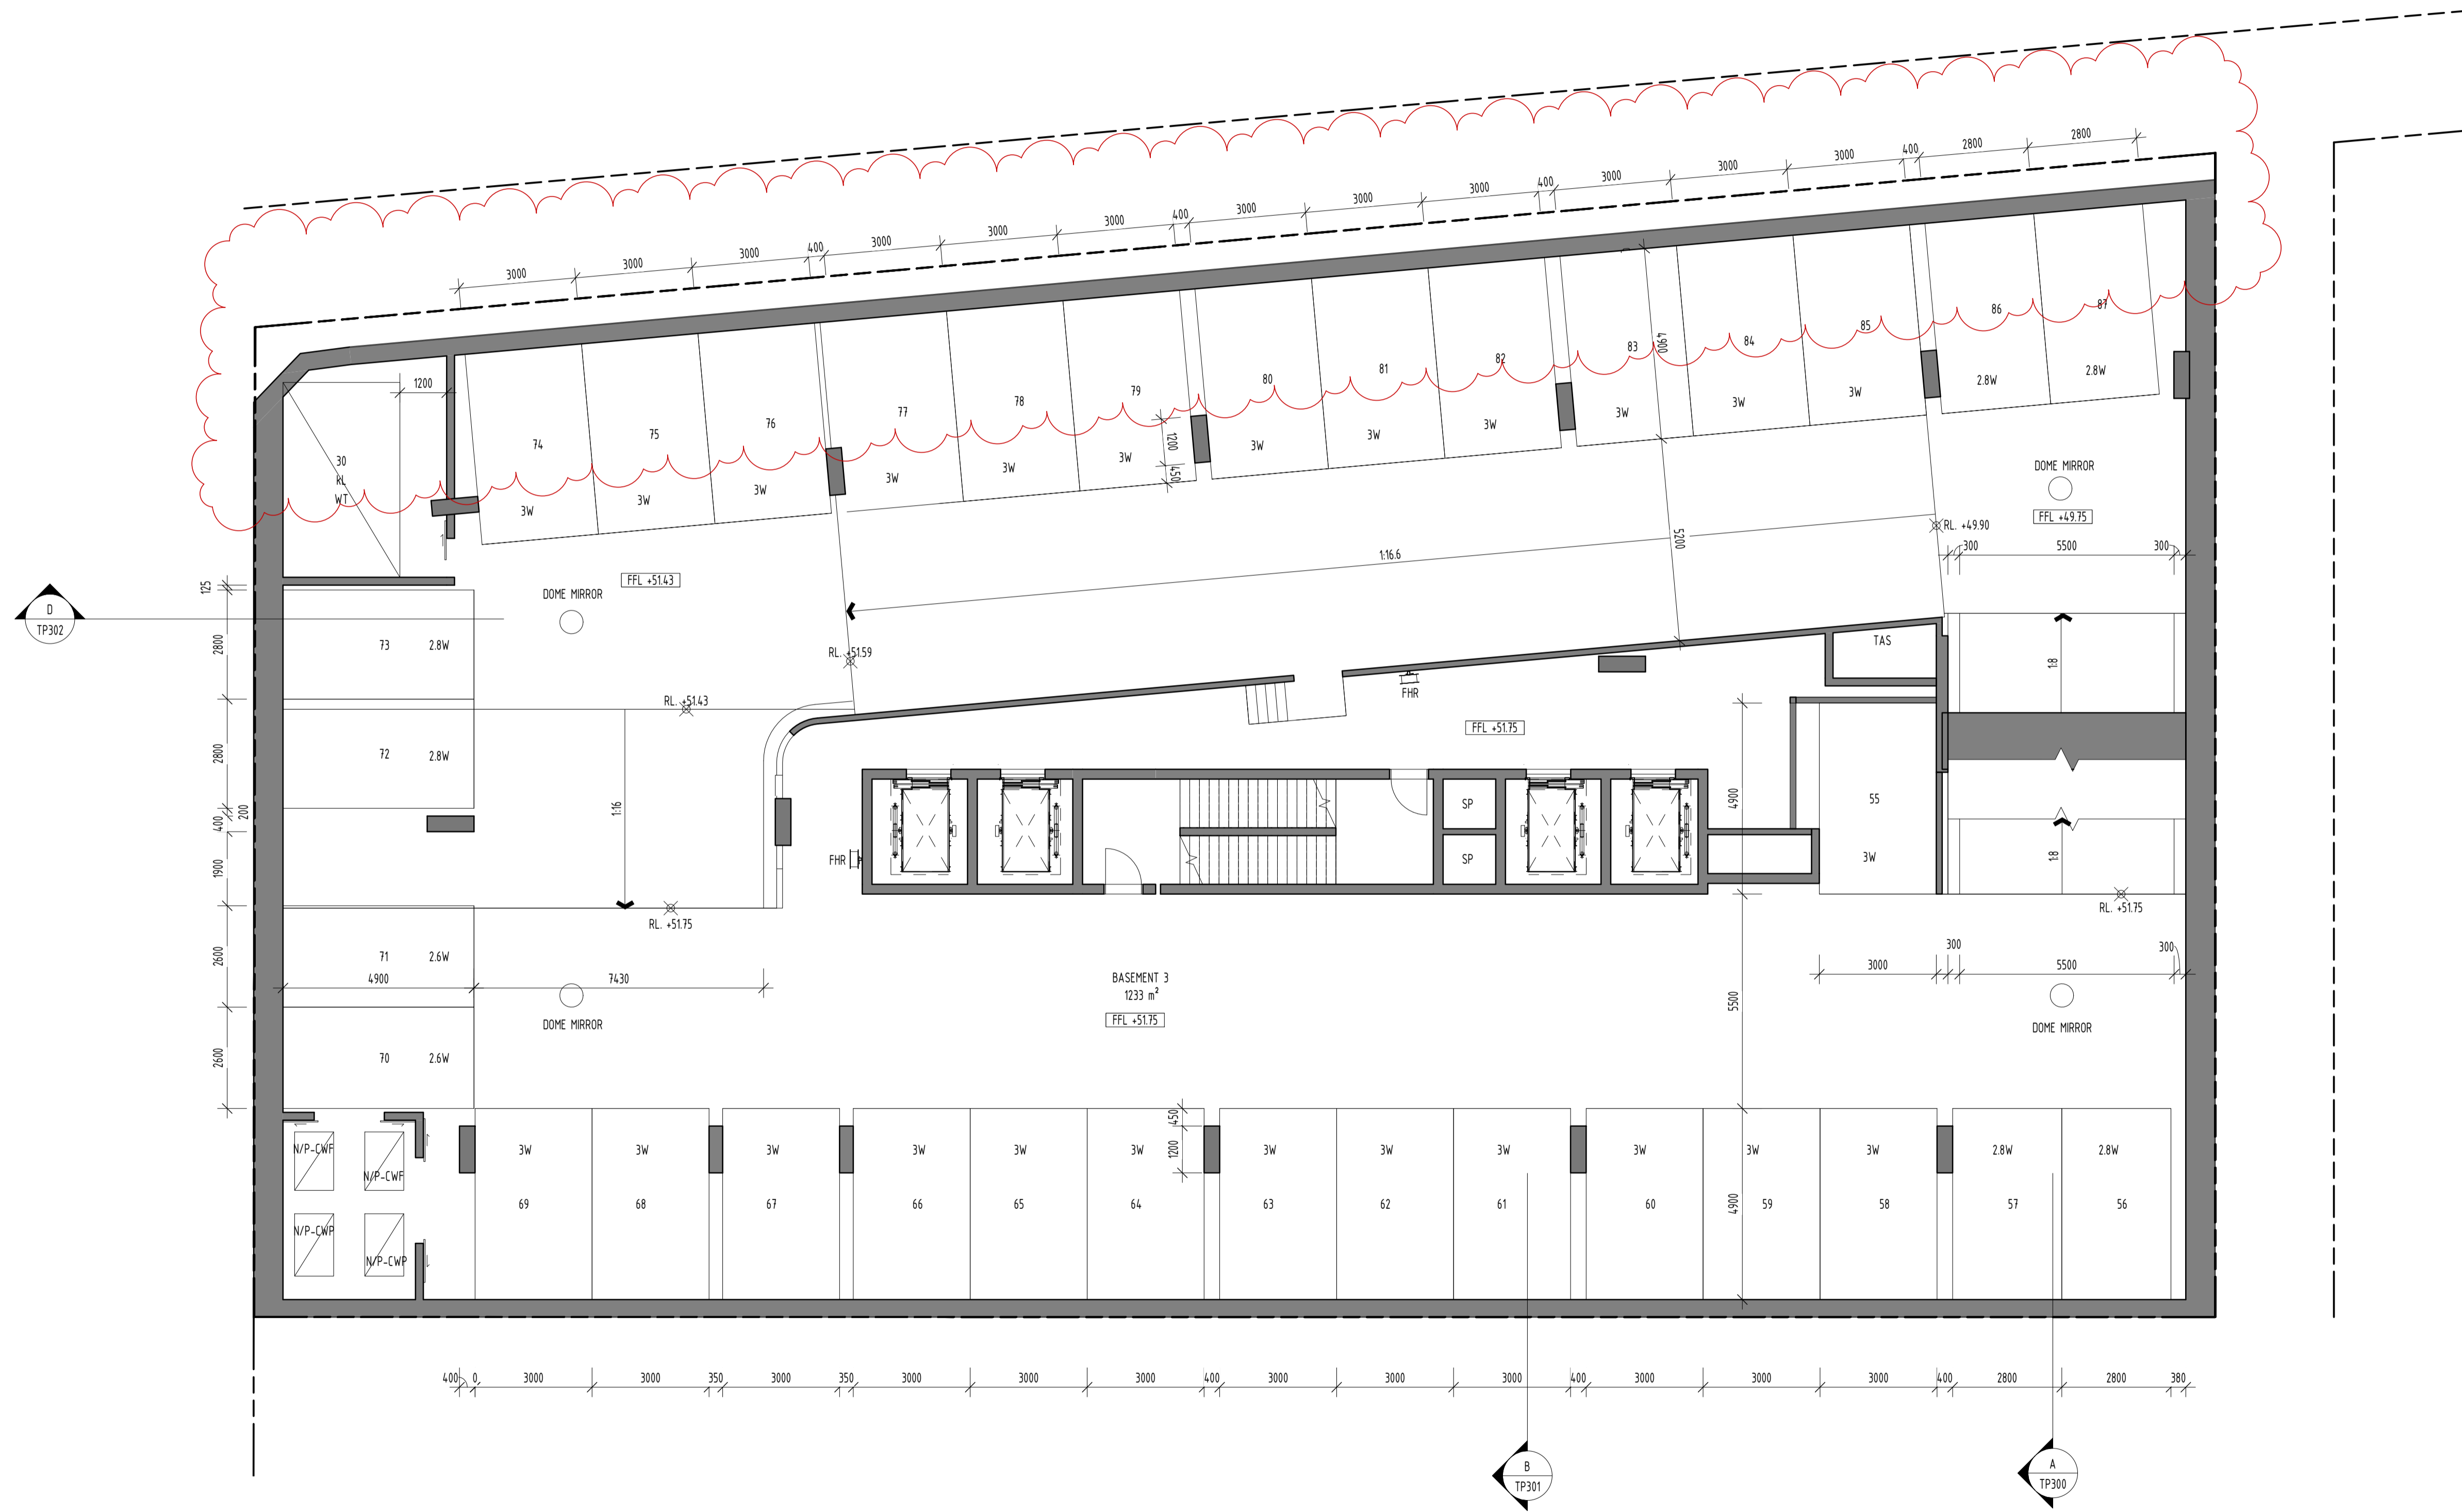 2800
2800
400
3000
3000
400
3000
3000
3000
400
3000
3000
3000
400
3000
3000
3000
1200
4900
87
86
85
84
83
82
81
80
79
78
77
76
75
74
2.8W
2.8W
3W
3W
3W
3W
3W
3W
3W
3W
3W
3W
3W
3W
1200
450
30
kL
WT
DOME MIRROR
FFL +49.75
RL. +49.90
300
5500
300
1:16.6
5200
FFL +51.43
DOME MIRROR
D
TP302
125
2800
2800
200
400
1900
2600
2600
73
2.8W
72
2.8W
RL. +51.59
RL. +51.43
1:16
TAS
FHR
FFL +51.75
1:8
4900
55
3W
SP
SP
FHR
1:8
RL. +51.75
RL. +51.75
71
2.6W
4900
7430
DOME MIRROR
70
2.6W
BASEMENT 3
1233 m²
FFL +51.75
5500
3000
300
5500
300
DOME MIRROR
N/P-CWF
N/P-CWF
N/P-CWP
N/P-CWP
450
1200
4900
3W
3W
3W
3W
3W
3W
3W
3W
3W
3W
3W
3W
2.8W
2.8W
69
68
67
66
65
64
63
62
61
60
59
58
57
56
400
0
3000
3000
350
3000
350
3000
3000
3000
400
3000
3000
3000
400
3000
3000
3000
400
2800
2800
380
B
TP301
A
TP300